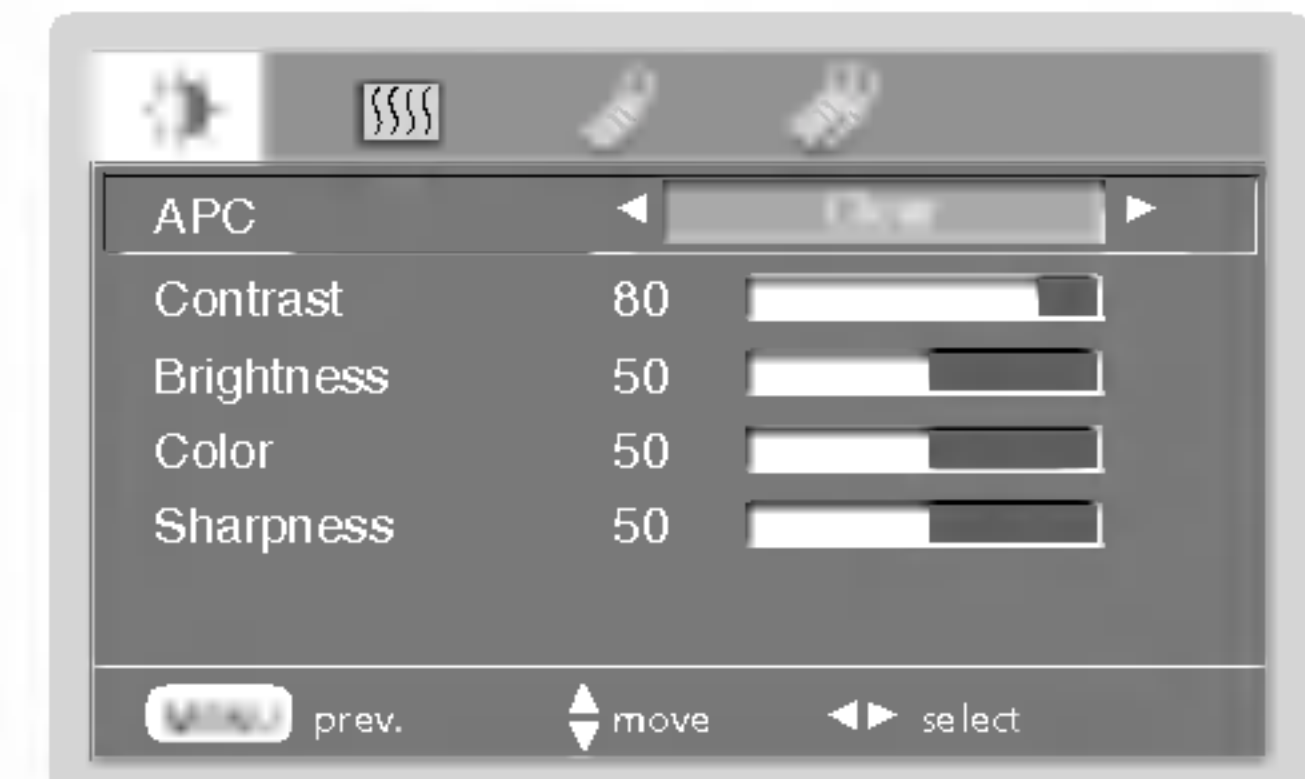 APC
Contrast 80
Brightness 50
Color 50
Sharpness 50
prev. move select